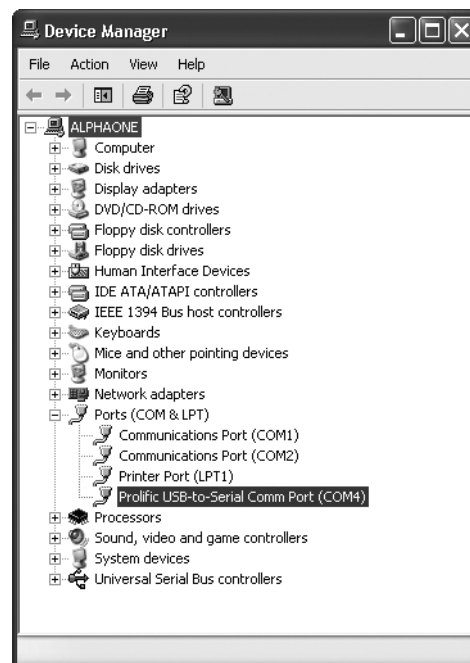 Device Manager
File Action View Help
ALPHAONE
Computer
Disk drives
Display adapters
DVD/CD-ROM drives
Floppy disk controllers
Floppy disk drives
Human Interface Devices
IDE ATA/ATAPI controllers
IEEE 1394 Bus host controllers
Keyboards
Mice and other pointing devices
Monitors
Network adapters
Ports (COM & LPT)
Communications Port (COM1)
Communications Port (COM2)
Printer Port (LPT1)
Prolific USB-to-Serial Comm Port (COM4)
Processors
Sound, video and game controllers
System devices
Universal Serial Bus controllers